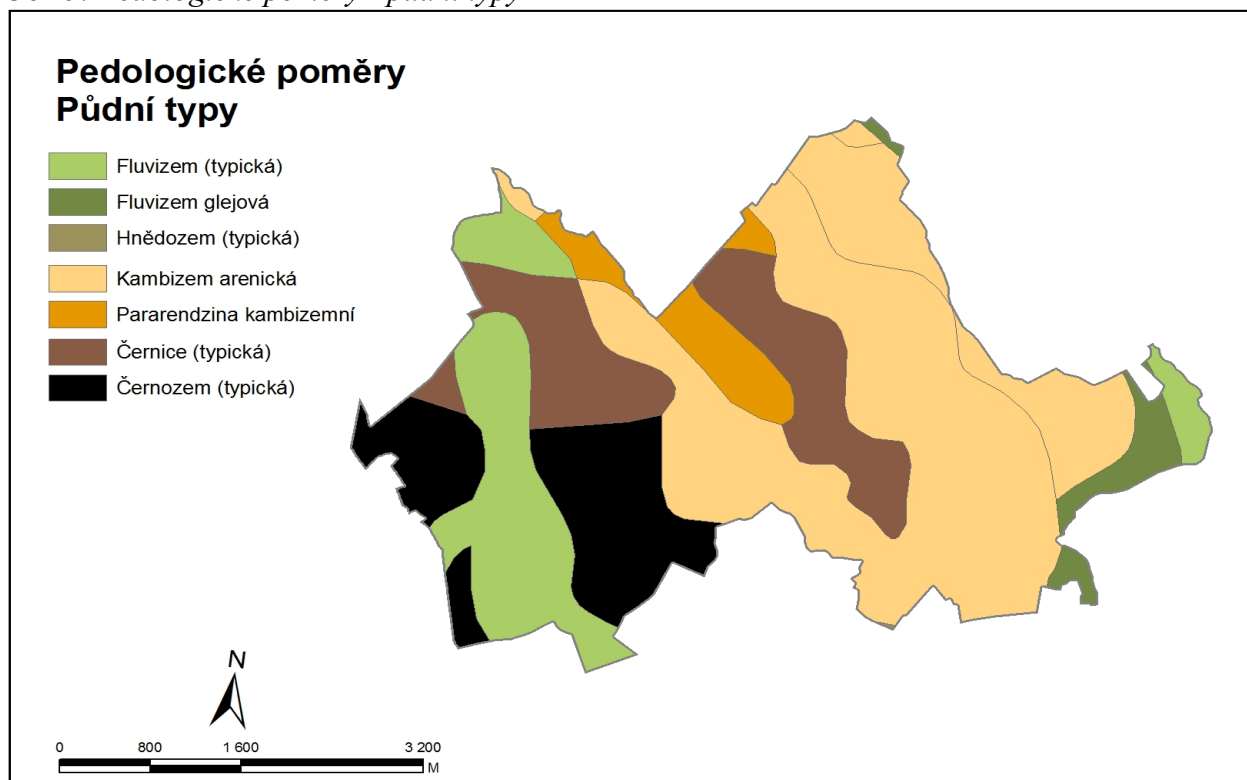 Pedologické poměry
Půdní typy
Fluvizem (typická)
Fluvizem glejová
Hnědozem (typická)
Kambizem arenická
Pararendzina kambizemní
Černice (typická)
Černozem (typická)
N
0 800 1 600 3 200
M